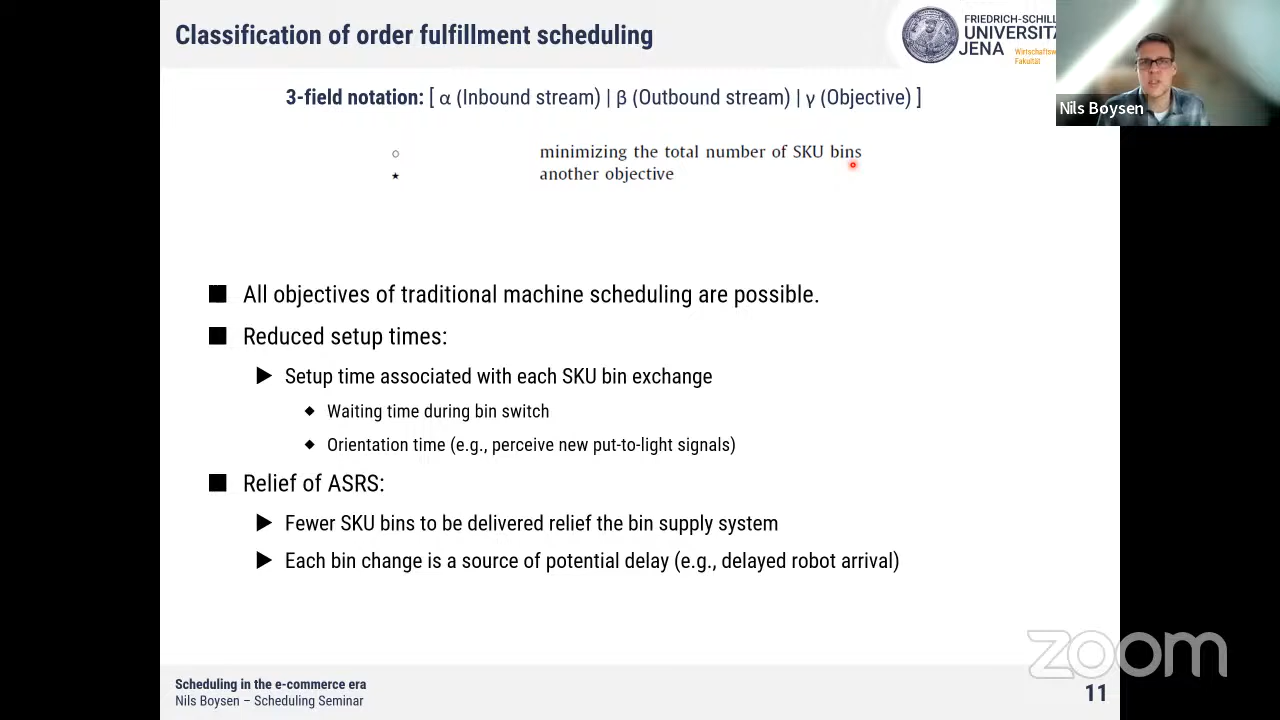 Classification of order fulfillment scheduling
FRIEDRICH-SCHILL
UNIVERSITÄ
JENA
Wirtschaftsw
Fakultät
Nils Boysen
3-field notation: [ α (Inbound stream) | β (Outbound stream) | γ (Objective) ]
○ minimizing the total number of SKU bins
★ another objective
■ All objectives of traditional machine scheduling are possible.
■ Reduced setup times:
▶ Setup time associated with each SKU bin exchange
◆ Waiting time during bin switch
◆ Orientation time (e.g., perceive new put-to-light signals)
■ Relief of ASRS:
▶ Fewer SKU bins to be delivered relief the bin supply system
▶ Each bin change is a source of potential delay (e.g., delayed robot arrival)
zoom
Scheduling in the e-commerce era
Nils Boysen – Scheduling Seminar
11